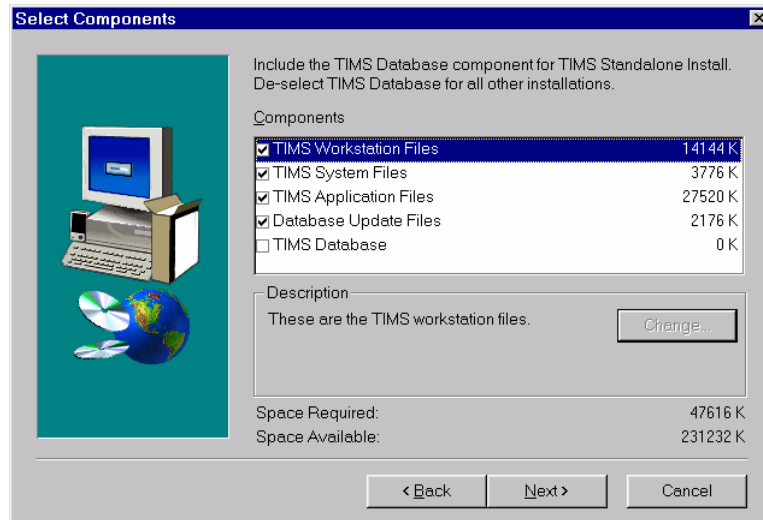 Select Components
Include the TIMS Database component for TIMS Standalone Install.
De-select TIMS Database for all other installations.
Components
TIMS Workstation Files 14144 K
TIMS System Files 3776 K
TIMS Application Files 27520 K
Database Update Files 2176 K
TIMS Database 0 K
Description
These are the TIMS workstation files.
Change...
Space Required: 47616 K
Space Available: 231232 K
< Back Next > Cancel